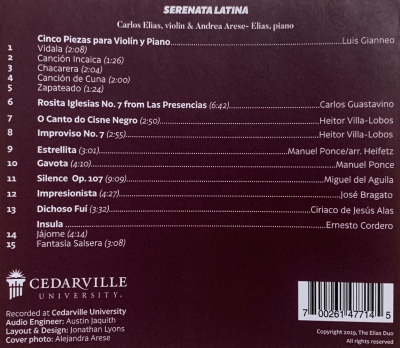 SERENATA LATINA
Carlos Elias, violin & Andrea Arese- Elias, piano
Cinco Piezas para Violín y Piano Luis Gianneo
1 Vidala (2:08)
2 Canción Incaica (1:26)
3 Chacarera (2:04)
4 Canción de Cuna (2:00)
5 Zapateado (1:24)
6 Rosita Iglesias No. 7 from Las Presencias (6:42) Carlos Guastavino
7 O Canto do Cisne Negro (2:50) Heitor Villa-Lobos
8 Improviso No. 7 (2:55) Heitor Villa-Lobos
9 Estrellita (3:01) Manuel Ponce/arr. Heifetz
10 Gavota (4:10) Manuel Ponce
11 Silence Op. 107 (9:09) Miguel del Aguila
12 Impresionista (4:27) José Bragato
13 Dichoso Fuí (3:32) Ciriaco de Jesús Alas
Insula Ernesto Cordero
14 Jájome (4:14)
15 Fantasía Salsera (3:08)
CEDARVILLE
UNIVERSITY.
Recorded at Cedarville University
Audio Engineer: Austin Jaquith
Layout & Design: Jonathan Lyons
Cover photo: Alejandra Arese
7 00261 47714 5
Copyright 2019, The Elias Duo
All rights reserved.